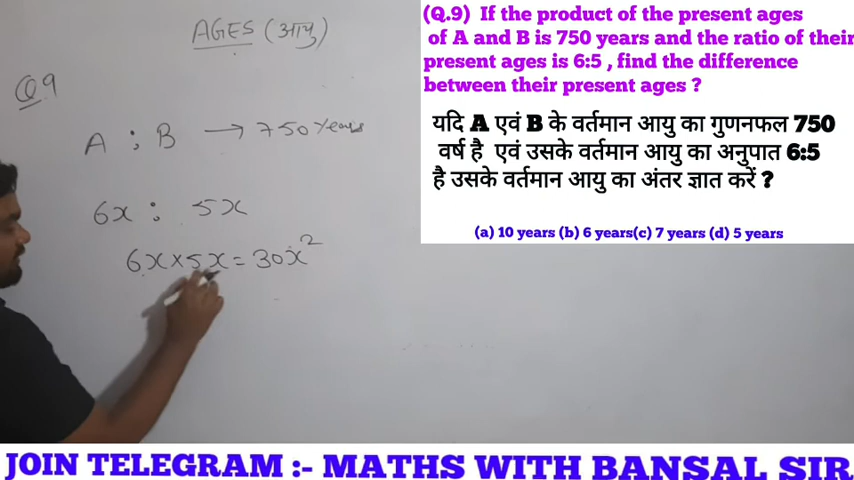 AGES (आयु)
Q9
A : B → 750 Years
6x : 5x
6x×5x=30x²
(Q.9) If the product of the present ages
of A and B is 750 years and the ratio of their
present ages is 6:5 , find the difference
between their present ages ?
यदि A एवं B के वर्तमान आयु का गुणनफल 750
वर्ष है एवं उसके वर्तमान आयु का अनुपात 6:5
है उसके वर्तमान आयु का अंतर ज्ञात करें ?
(a) 10 years (b) 6 years(c) 7 years (d) 5 years
JOIN TELEGRAM :- MATHS WITH BANSAL SIR